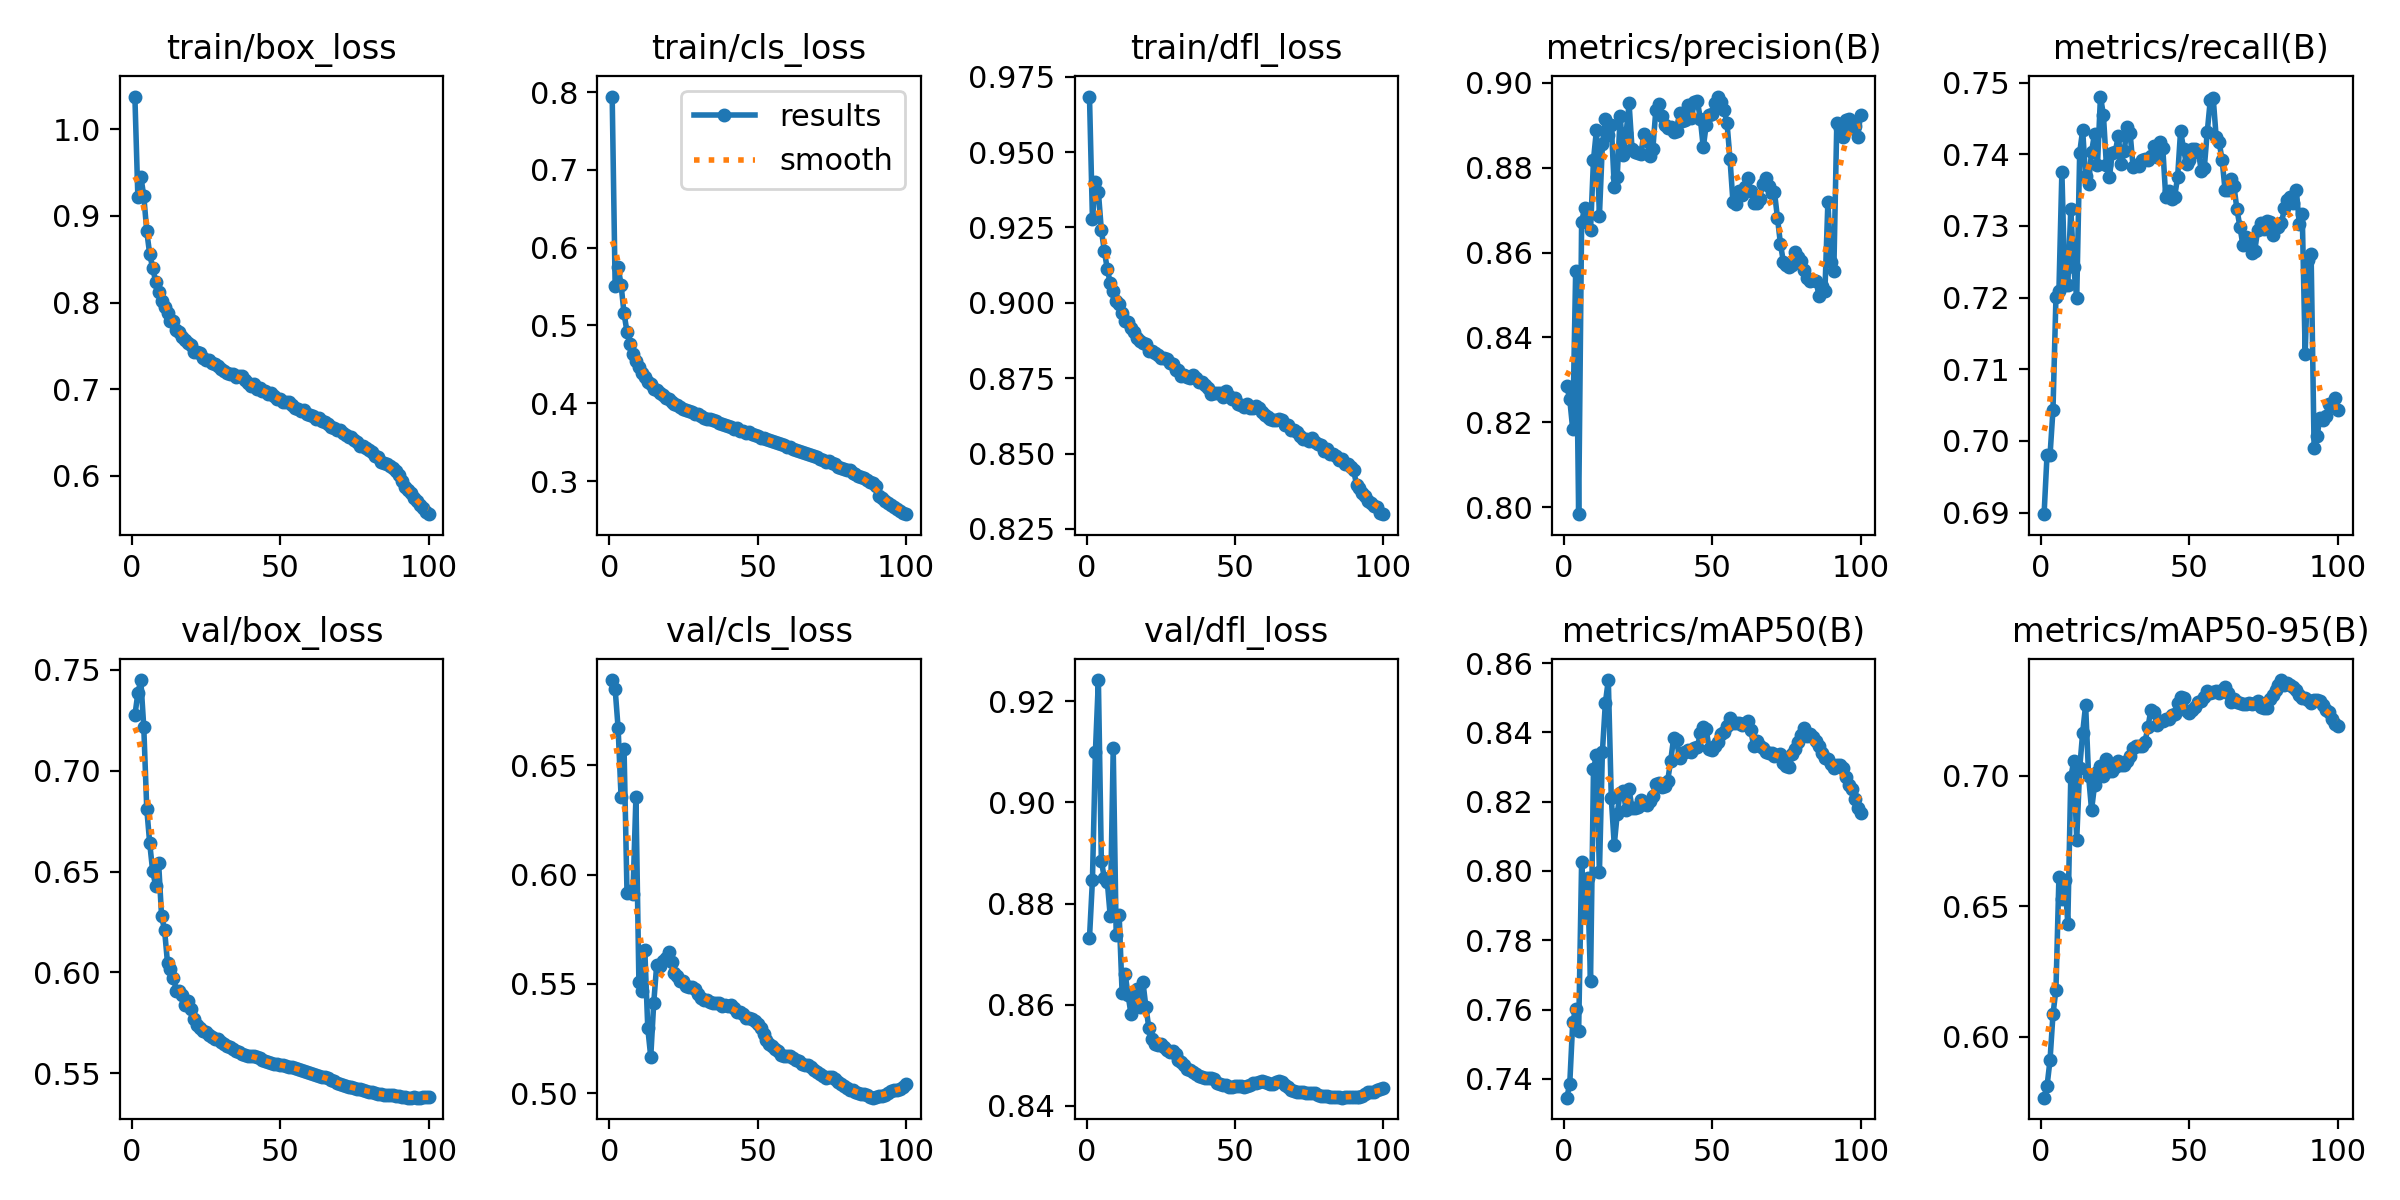 train/box_loss
1.0
0.9
0.8
0.7
0.6
0 50 100
train/cls_loss
results
smooth
0.8
0.7
0.6
0.5
0.4
0.3
0 50 100
train/dfl_loss
0.975
0.950
0.925
0.900
0.875
0.850
0.825
0 50 100
metrics/precision(B)
0.90
0.88
0.86
0.84
0.82
0.80
0 50 100
metrics/recall(B)
0.75
0.74
0.73
0.72
0.71
0.70
0.69
0 50 100
val/box_loss
0.75
0.70
0.65
0.60
0.55
0 50 100
val/cls_loss
0.65
0.60
0.55
0.50
0 50 100
val/dfl_loss
0.92
0.90
0.88
0.86
0.84
0 50 100
metrics/mAP50(B)
0.86
0.84
0.82
0.80
0.78
0.76
0.74
0 50 100
metrics/mAP50-95(B)
0.70
0.65
0.60
0 50 100